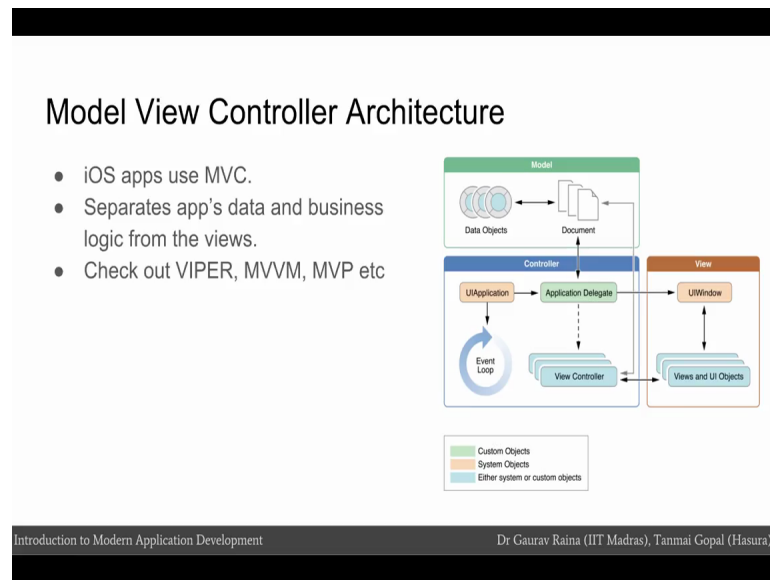 Model View Controller Architecture
iOS apps use MVC.
Separates app's data and business
logic from the views.
Check out VIPER, MVVM, MVP etc
Model
Data Objects
Document
Controller
View
UIApplication
Application Delegate
UIWindow
Event
Loop
View Controller
Views and UI Objects
Custom Objects
System Objects
Either system or custom objects
Introduction to Modern Application Development
Dr Gaurav Raina (IIT Madras), Tanmai Gopal (Hasura)